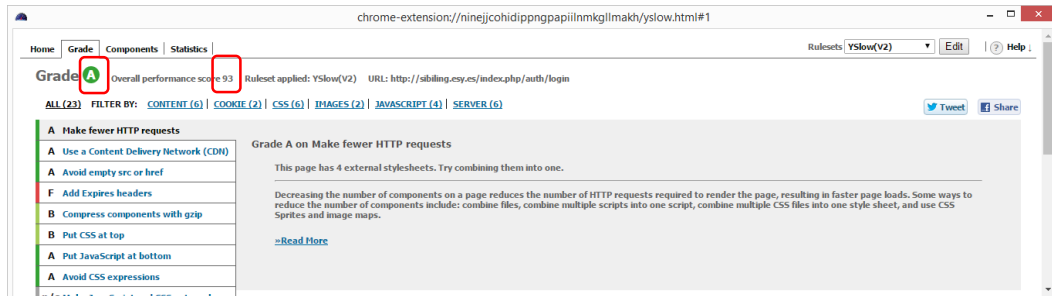 chrome-extension://ninejjcohidippngpapiilnmkgllmakh/yslow.html#1
Home Grade Components Statistics Rulesets YSlow(V2) Edit ? Help ↓
Grade A Overall performance score 93 Ruleset applied: YSlow(V2) URL: http://sibiling.esy.es/index.php/auth/login
ALL (23) FILTER BY: CONTENT (6) | COOKIE (2) | CSS (6) | IMAGES (2) | JAVASCRIPT (4) | SERVER (6)
Tweet Share
A Make fewer HTTP requests
A Use a Content Delivery Network (CDN)
A Avoid empty src or href
F Add Expires headers
B Compress components with gzip
B Put CSS at top
A Put JavaScript at bottom
A Avoid CSS expressions
Grade A on Make fewer HTTP requests
This page has 4 external stylesheets. Try combining them into one.
Decreasing the number of components on a page reduces the number of HTTP requests required to render the page, resulting in faster page loads. Some ways to
reduce the number of components include: combine files, combine multiple scripts into one script, combine multiple CSS files into one style sheet, and use CSS
Sprites and image maps.
»Read More